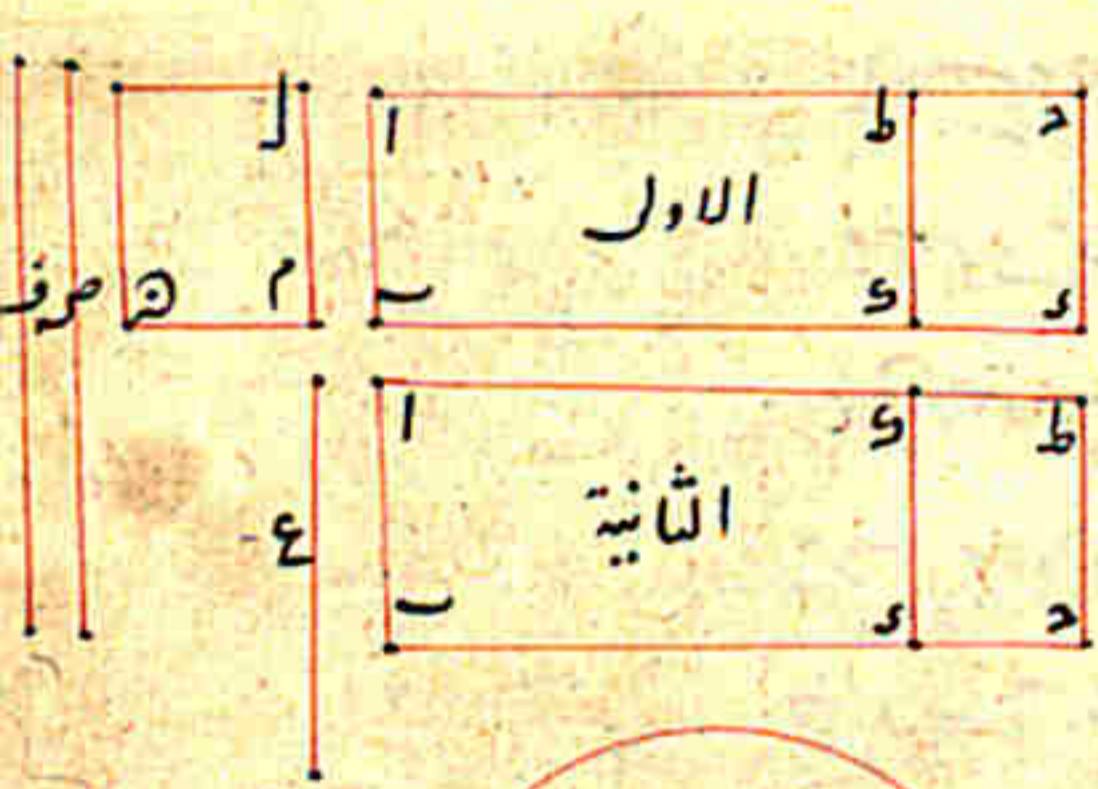 ح ط ا ل
الاول
د ك ب م ن ص ف
ط ك ا
الثانية
ع
ح د ب